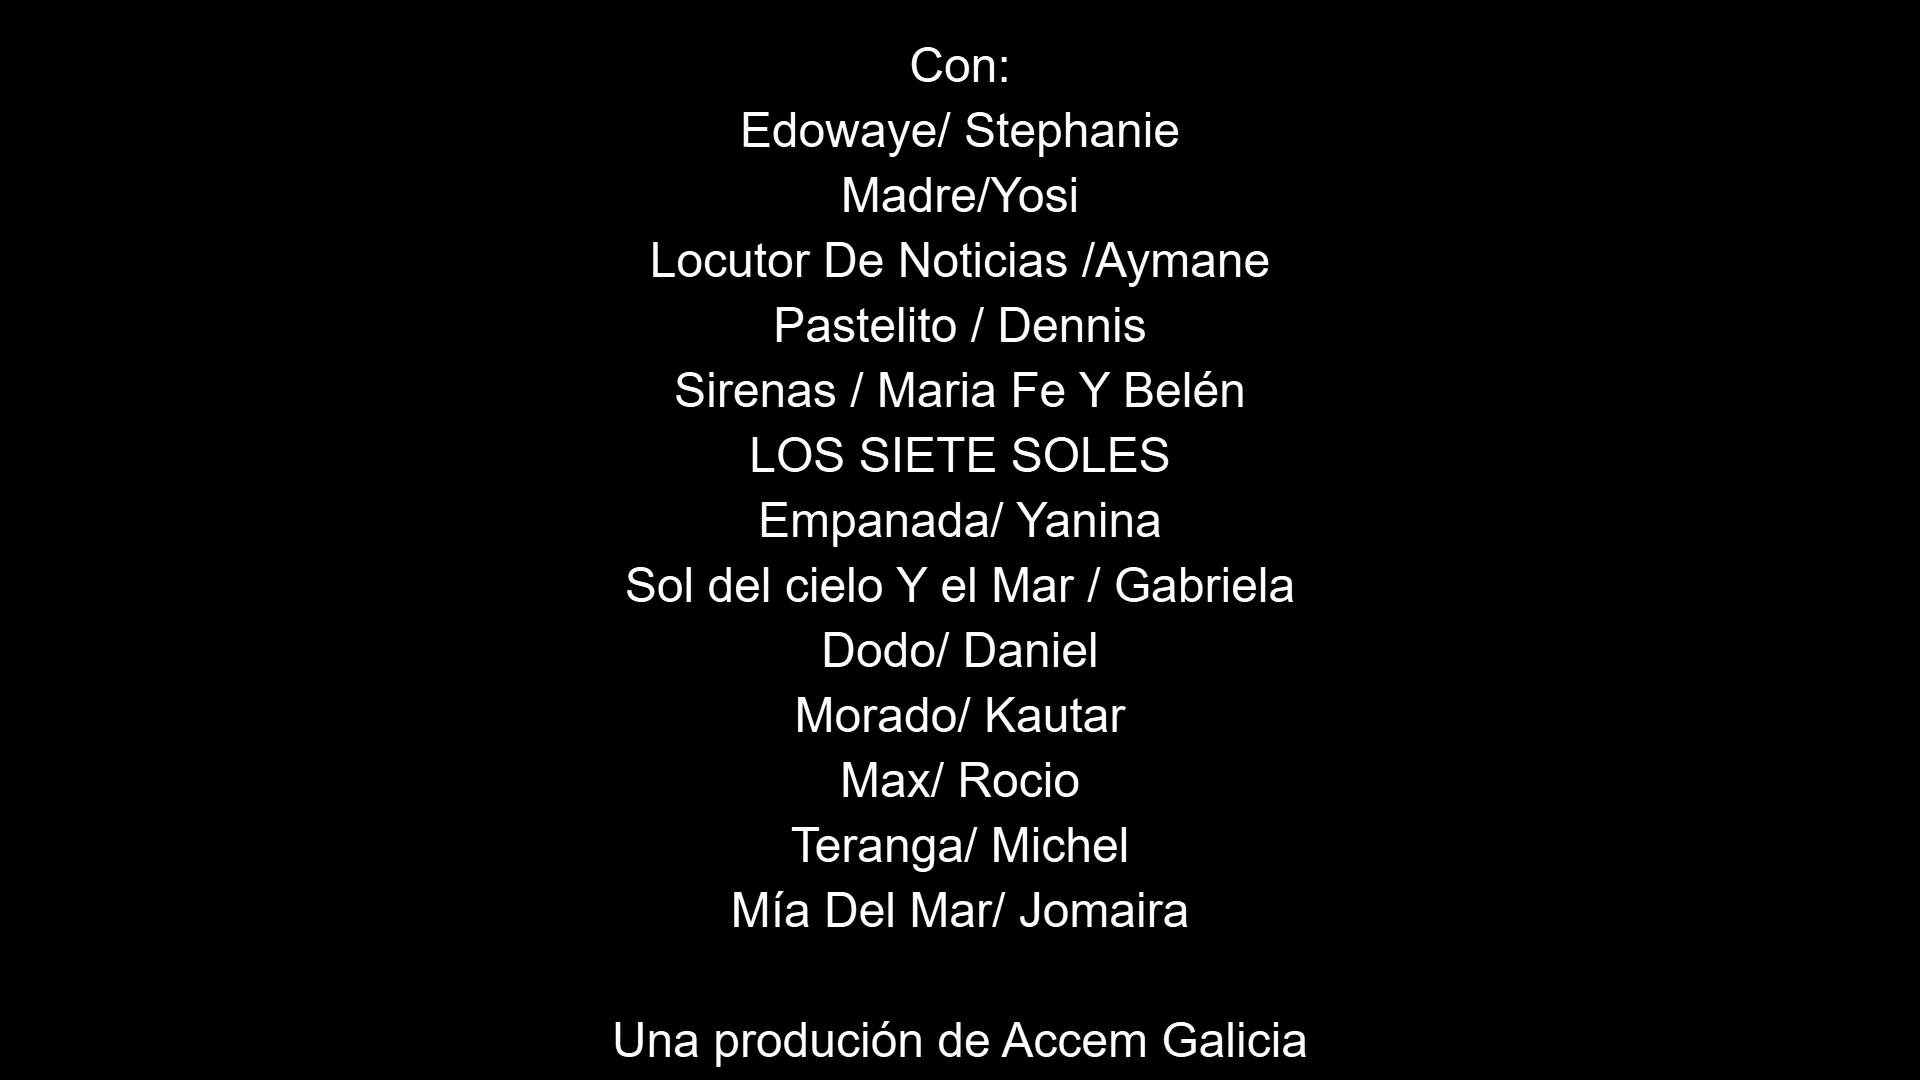 Con:
Edowaye/ Stephanie
Madre/Yosi
Locutor De Noticias /Aymane
Pastelito / Dennis
Sirenas / Maria Fe Y Belén
LOS SIETE SOLES
Empanada/ Yanina
Sol del cielo Y el Mar / Gabriela
Dodo/ Daniel
Morado/ Kautar
Max/ Rocio
Teranga/ Michel
Mía Del Mar/ Jomaira
Una produción de Accem Galicia